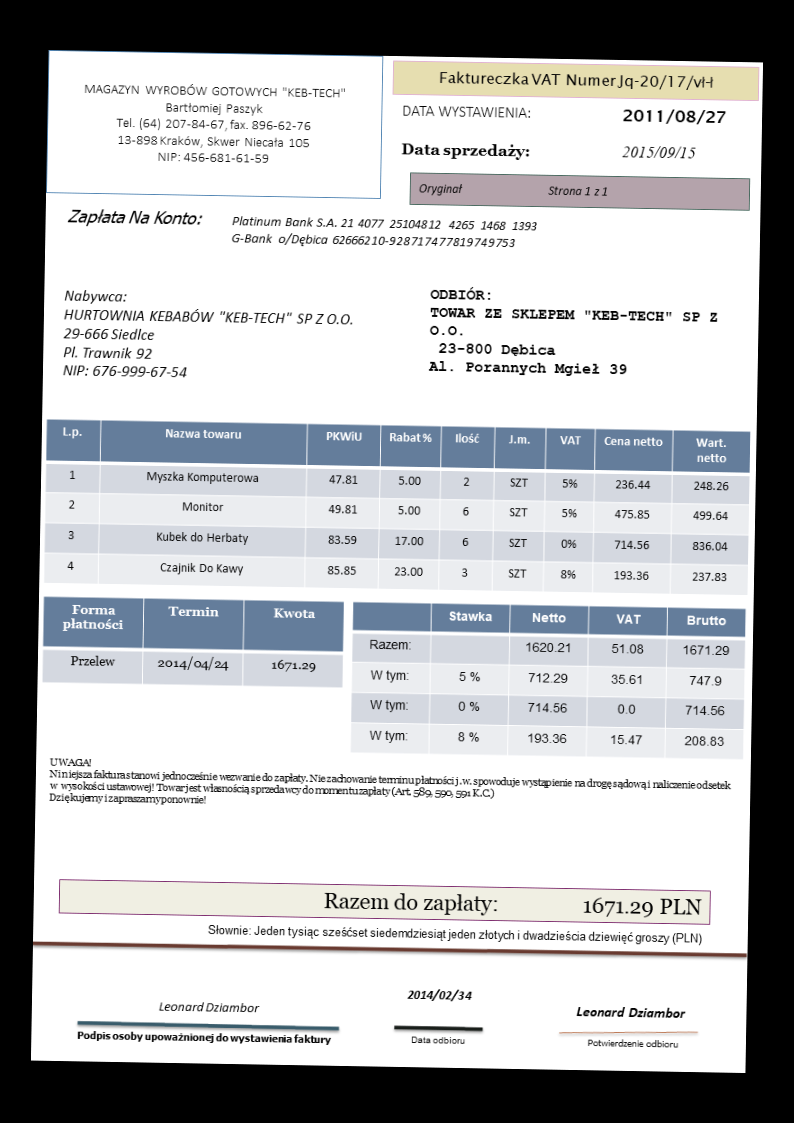 MAGAZYN WYROBÓW GOTOWYCH "KEB-TECH"
Bartłomiej Paszyk
Tel. (64) 207-84-67, fax. 896-62-76
13-898 Kraków, Skwer Niecała 105
NIP: 456-681-61-59
Faktureczka VAT Numer Jq-20/17/vH-I
DATA WYSTAWIENIA: 2011/08/27
Data sprzedaży: 2015/09/15
Oryginał Strona 1 z 1
Zapłata Na Konto: Platinum Bank S.A. 21 4077 25104812 4265 1468 1393
G-Bank o/Dębica 62666210-928717477819749753
Nabywca:
HURTOWNIA KEBABÓW "KEB-TECH" SP Z O.O.
29-666 Siedlce
Pl. Trawnik 92
NIP: 676-999-67-54
ODBIÓR:
TOWAR ZE SKLEPEM "KEB-TECH" SP Z
O.O.
23-800 Dębica
Al. Porannych Mgieł 39
L.p. Nazwa towaru PKWiU Rabat % Ilość J.m. VAT Cena netto Wart. netto
1 Myszka Komputerowa 47.81 5.00 2 SZT 5% 236.44 248.26
2 Monitor 49.81 5.00 6 SZT 5% 475.85 499.64
3 Kubek do Herbaty 83.59 17.00 6 SZT 0% 714.56 836.04
4 Czajnik Do Kawy 85.85 23.00 3 SZT 8% 193.36 237.83
Forma płatności Termin Kwota
Przelew 2014/04/24 1671.29
Stawka Netto VAT Brutto
Razem: 1620.21 51.08 1671.29
W tym: 5 % 712.29 35.61 747.9
W tym: 0 % 714.56 0.0 714.56
W tym: 8 % 193.36 15.47 208.83
UWAGA!
Niniejsza faktura stanowi jednocześnie wezwanie do zapłaty. Nie zachowanie terminu płatności j.w. spowoduje wystąpienie na drogę sądową i naliczenie odsetek
w wysokości ustawowej! Towar jest własnością sprzedawcy do momentu zapłaty (Art. 589, 590, 591 K.C.)
Dziękujemy i zapraszamy ponownie!
Razem do zapłaty: 1671.29 PLN
Słownie: Jeden tysiąc sześćset siedemdziesiąt jeden złotych i dwadzieścia dziewięć groszy (PLN)
Leonard Dziambor
Podpis osoby upoważnionej do wystawienia faktury
2014/02/34
Data odbioru
Leonard Dziambor
Potwierdzenie odbioru